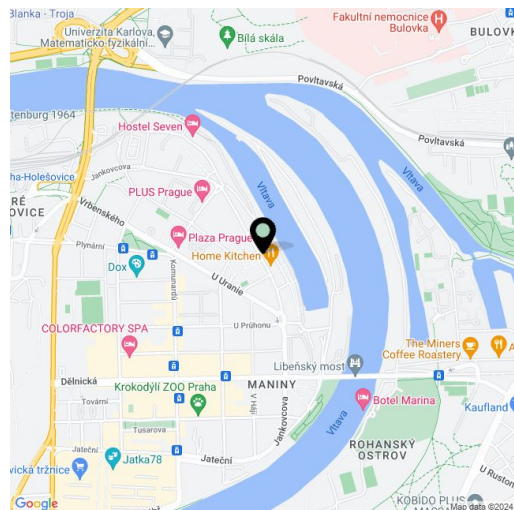 Blanka - Troja
Univerzita Karlova,
Matematicko-fyzikální...
Bílá skála
Fakultní nemocnice
Bulovka
BULOV
Povltavská
tenburg 1964
Hostel Seven
Povltavská
Jankovcova
ha-Holešovice
PLUS Prague
Vltava
Vltava
RÉ
OVICE
Vrbenského
Plynární
Plaza Prague
Home Kitchen
Dox
Komunardů
U Uranie
COLORFACTORY SPA
U Průhonu
The Miners
Coffee Roastery
A
Libeňský most
Dělnická
MANINY
Krokodýlí ZOO Praha
Botel Marina
Kaufland
Tovární
V Háji
Jankovcova
Vltava
Tusarova
ROHANSKÝ
OSTROV
Jateční
Jatka78
Jateční
vická tržnice
U Rustonk
KOBIDO PLUS
Google
Map data ©2024